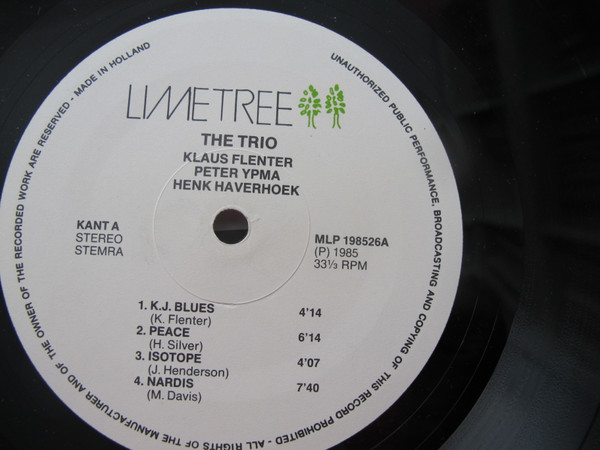 ALL RIGHTS OF THE MANUFACTURER AND OF THE OWNER OF THE RECORDED WORK ARE RESERVED - MADE IN HOLLAND
UNAUTHORIZED PUBLIC PERFORMANCE, BROADCASTING AND COPYING OF THIS RECORD PROHIBITED -
LIMETREE
THE TRIO
KLAUS FLENTER
PETER YPMA
HENK HAVERHOEK
KANT A
STEREO
STEMRA
MLP 198526A
(P) 1985
33⅓ RPM
1. K.J. BLUES 4'14
(K. Flenter)
2. PEACE 6'14
(H. Silver)
3. ISOTOPE 4'07
(J. Henderson)
4. NARDIS 7'40
(M. Davis)